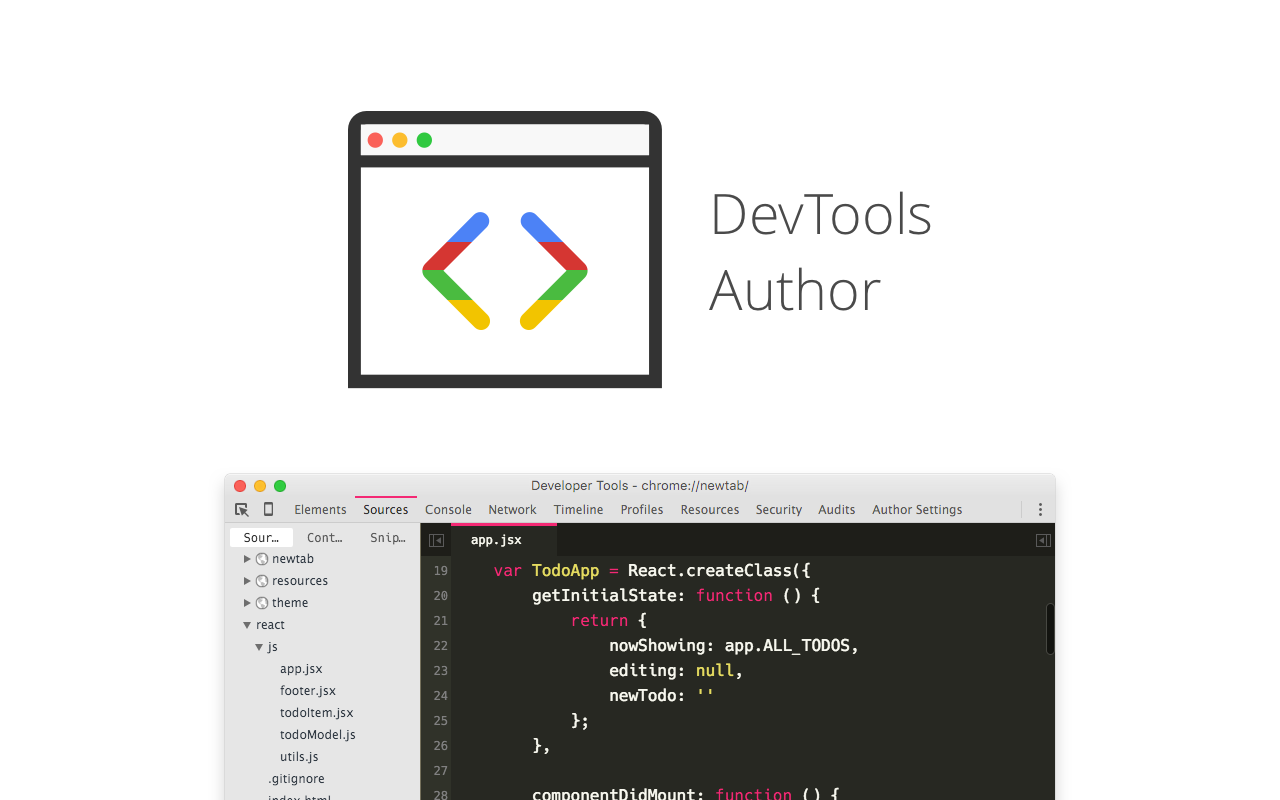 DevTools
Author
Developer Tools - chrome://newtab/
Elements Sources Console Network Timeline Profiles Resources Security Audits Author Settings
Sour... Cont... Snip...
newtab
resources
theme
react
js
app.jsx
footer.jsx
todoItem.jsx
todoModel.js
utils.js
.gitignore
index.html
app.jsx
19 var TodoApp = React.createClass({
20 getInitialState: function () {
21 return {
22 nowShowing: app.ALL_TODOS,
23 editing: null,
24 newTodo: ''
25 };
26 },
27
28 componentDidMount: function () {